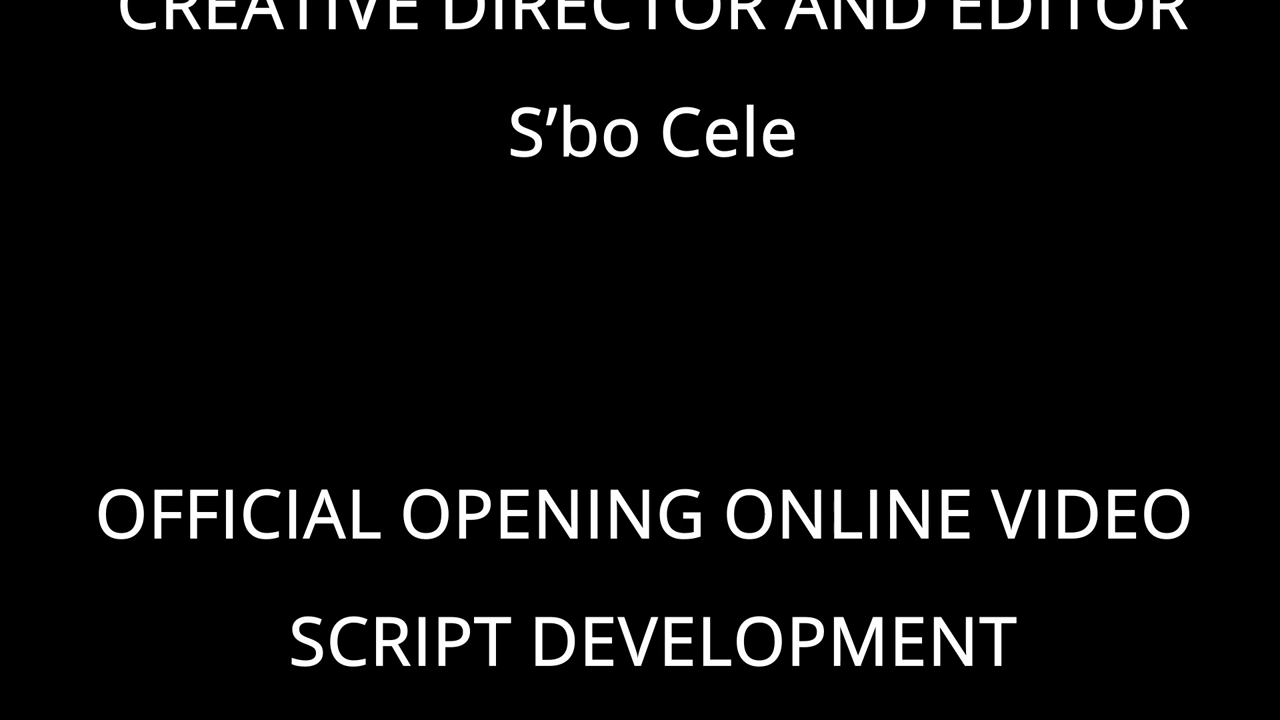 CREATIVE DIRECTOR AND EDITOR
S’bo Cele
OFFICIAL OPENING ONLINE VIDEO
SCRIPT DEVELOPMENT